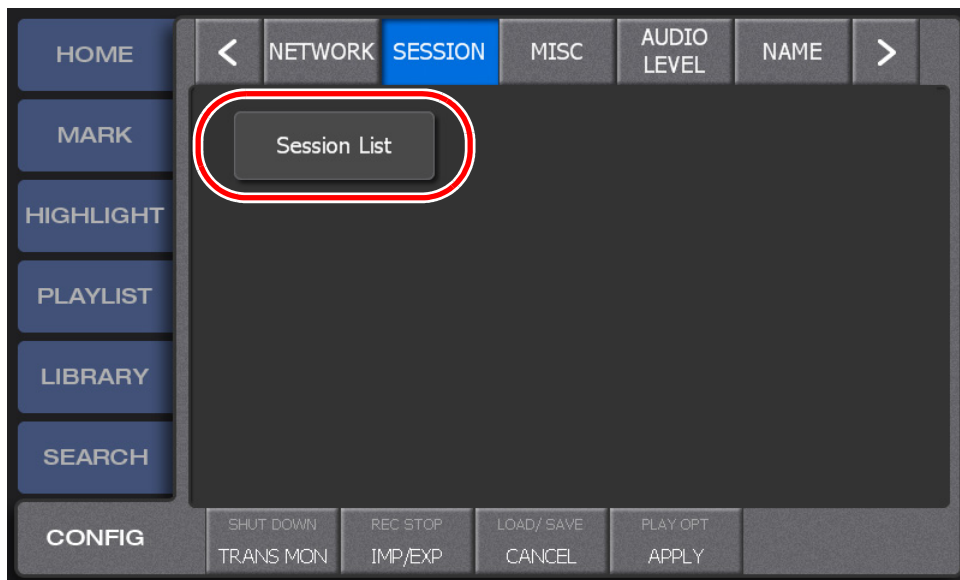 HOME
MARK
HIGHLIGHT
PLAYLIST
LIBRARY
SEARCH
CONFIG
< NETWORK SESSION MISC AUDIO LEVEL NAME >
Session List
SHUT DOWN REC STOP LOAD/ SAVE PLAY OPT
TRANS MON IMP/EXP CANCEL APPLY